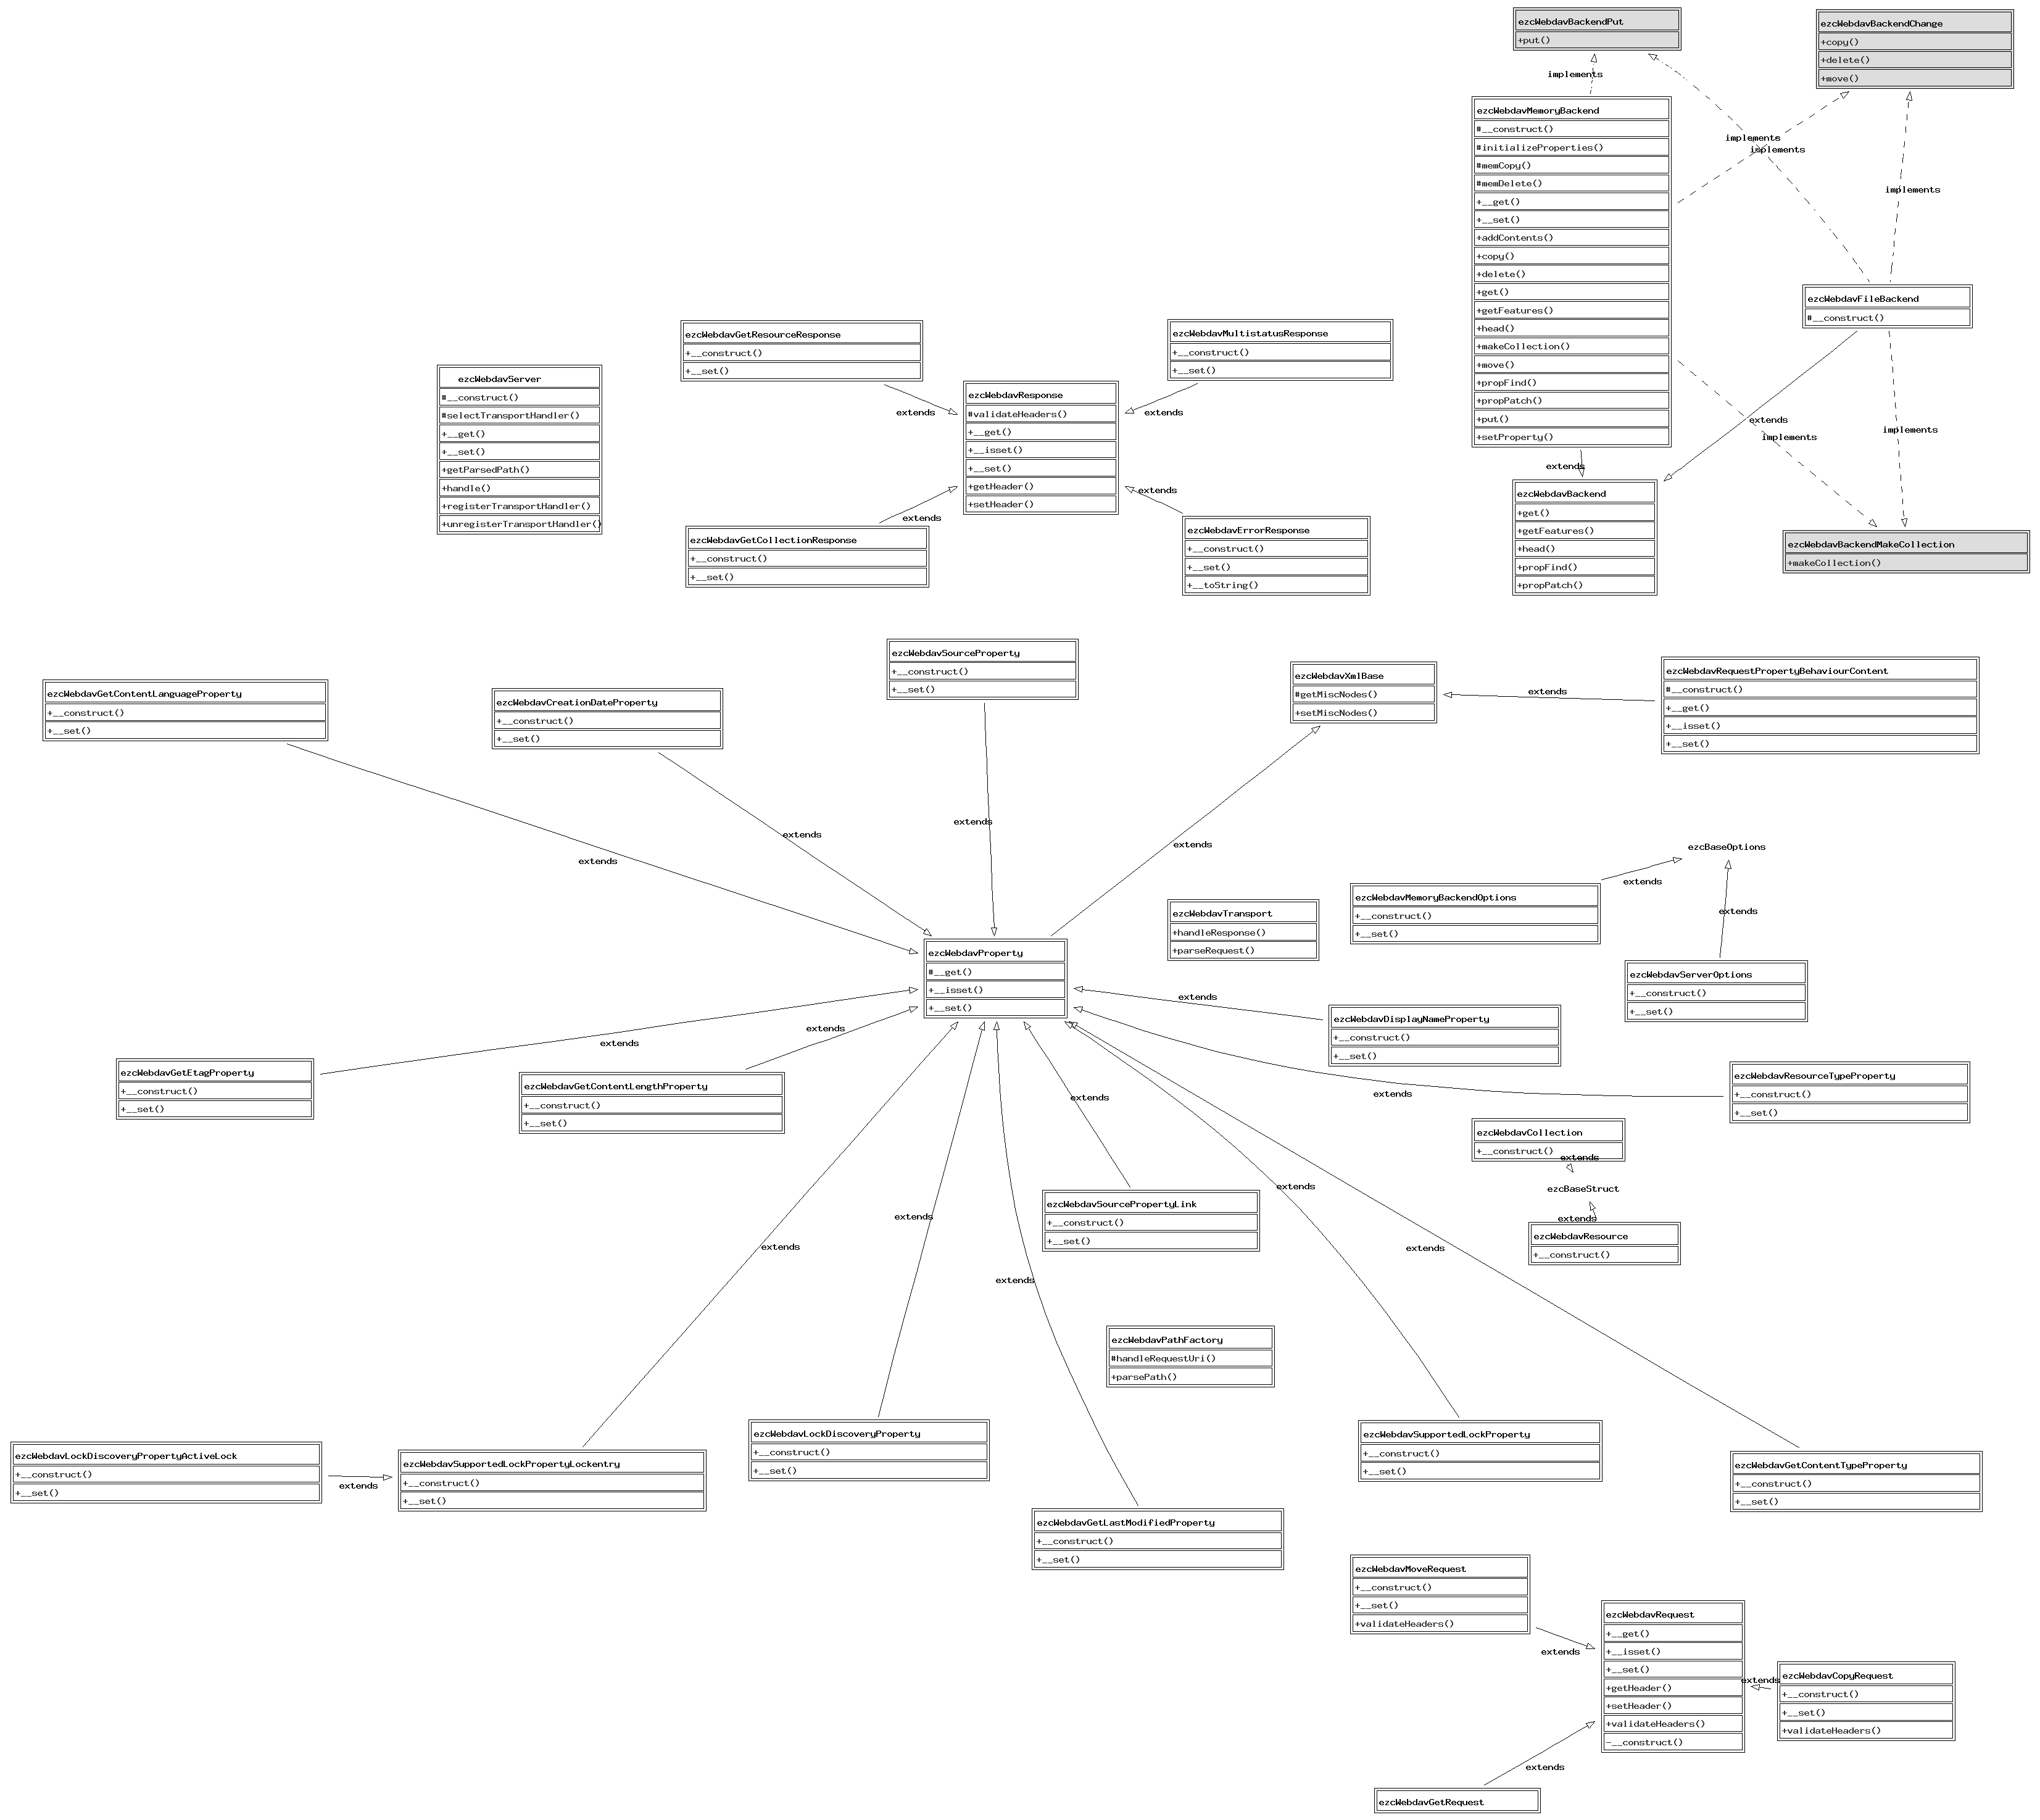 ezcWebdavBackendPut
+put()
ezcWebdavBackendChange
+copy()
+delete()
+move()
implements
ezcWebdavMemoryBackend
#__construct()
#initializeProperties()
#memCopy()
#memDelete()
+__get()
+__set()
+addContents()
+copy()
+delete()
+get()
+getFeatures()
+head()
+makeCollection()
+move()
+propFind()
+propPatch()
+put()
+setProperty()
implements
implements
implements
ezcWebdavFileBackend
#__construct()
extends
implements
implements
extends
ezcWebdavBackend
+get()
+getFeatures()
+head()
+propFind()
+propPatch()
ezcWebdavBackendMakeCollection
+makeCollection()
ezcWebdavServer
#__construct()
#selectTransportHandler()
+__get()
+__set()
+getParsedPath()
+handle()
+registerTransportHandler()
+unregisterTransportHandler()
ezcWebdavGetResourceResponse
+__construct()
+__set()
ezcWebdavMultistatusResponse
+__construct()
+__set()
extends
extends
ezcWebdavResponse
#validateHeaders()
+__get()
+__isset()
+__set()
+getHeader()
+setHeader()
extends
extends
ezcWebdavGetCollectionResponse
+__construct()
+__set()
ezcWebdavErrorResponse
+__construct()
+__set()
+__toString()
ezcWebdavGetContentLanguageProperty
+__construct()
+__set()
ezcWebdavCreationDateProperty
+__construct()
+__set()
ezcWebdavSourceProperty
+__construct()
+__set()
ezcWebdavXmlBase
#getMiscNodes()
+setMiscNodes()
extends
ezcWebdavRequestPropertyBehaviourContent
#__construct()
+__get()
+__isset()
+__set()
extends
extends
extends
extends
ezcBaseOptions
extends
extends
ezcWebdavMemoryBackendOptions
+__construct()
+__set()
ezcWebdavServerOptions
+__construct()
+__set()
ezcWebdavTransport
+handleResponse()
+parseRequest()
ezcWebdavProperty
#__get()
+__isset()
+__set()
extends
ezcWebdavDisplayNameProperty
+__construct()
+__set()
extends
extends
ezcWebdavGetEtagProperty
+__construct()
+__set()
ezcWebdavGetContentLengthProperty
+__construct()
+__set()
extends
extends
ezcWebdavResourceTypeProperty
+__construct()
+__set()
ezcWebdavCollection
+__construct()
extends
ezcBaseStruct
extends
ezcWebdavResource
+__construct()
ezcWebdavSourcePropertyLink
+__construct()
+__set()
extends
extends
extends
extends
extends
ezcWebdavPathFactory
#handleRequestUri()
+parsePath()
ezcWebdavLockDiscoveryPropertyActiveLock
+__construct()
+__set()
extends
ezcWebdavSupportedLockPropertyLockentry
+__construct()
+__set()
ezcWebdavLockDiscoveryProperty
+__construct()
+__set()
ezcWebdavGetLastModifiedProperty
+__construct()
+__set()
ezcWebdavSupportedLockProperty
+__construct()
+__set()
ezcWebdavGetContentTypeProperty
+__construct()
+__set()
ezcWebdavMoveRequest
+__construct()
+__set()
+validateHeaders()
extends
ezcWebdavRequest
+__get()
+__isset()
+__set()
+getHeader()
+setHeader()
+validateHeaders()
-__construct()
extends
ezcWebdavCopyRequest
+__construct()
+__set()
+validateHeaders()
extends
ezcWebdavGetRequest